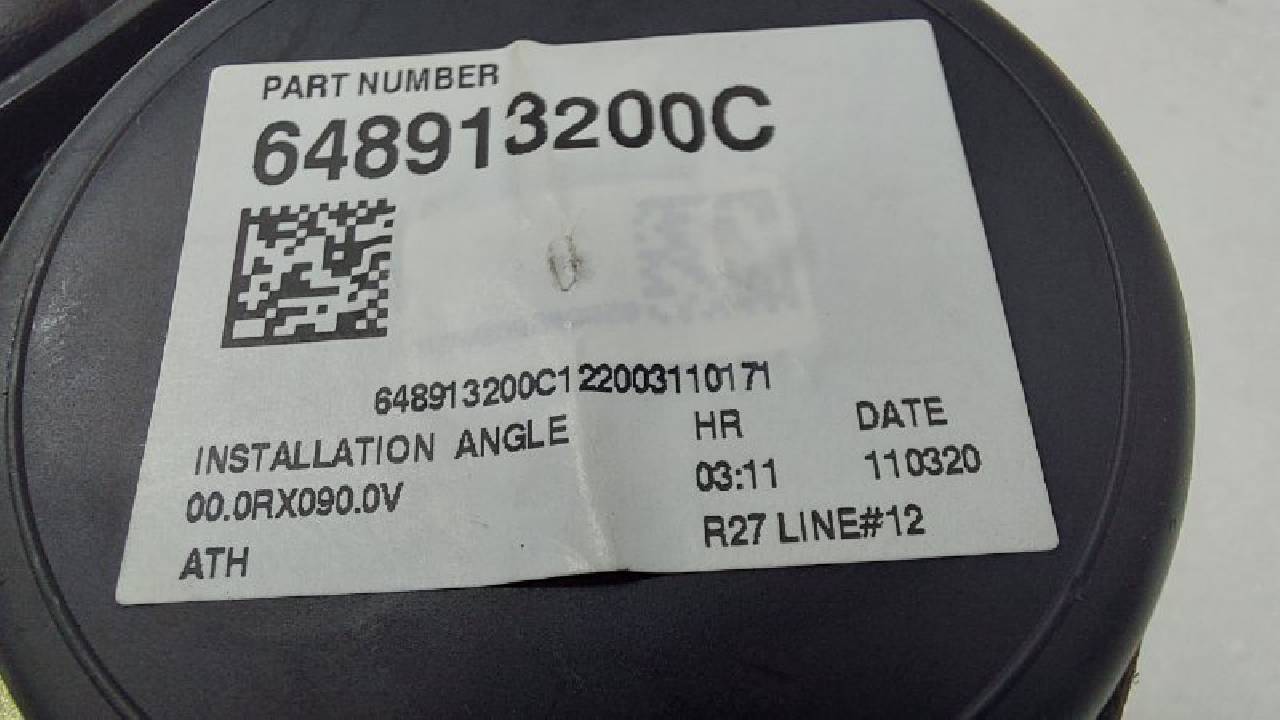 PART NUMBER
648913200C
648913200C122003110171
INSTALLATION ANGLE
HR
DATE
00.0RX090.0V
03:11
110320
ATH
R27 LINE#12